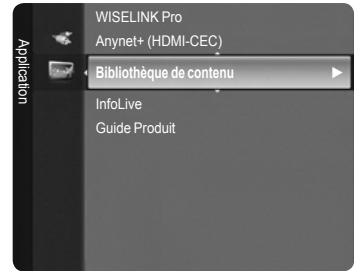 Application
WISELINK Pro
Anynet+ (HDMI-CEC)
Bibliothèque de contenu
InfoLive
Guide Produit